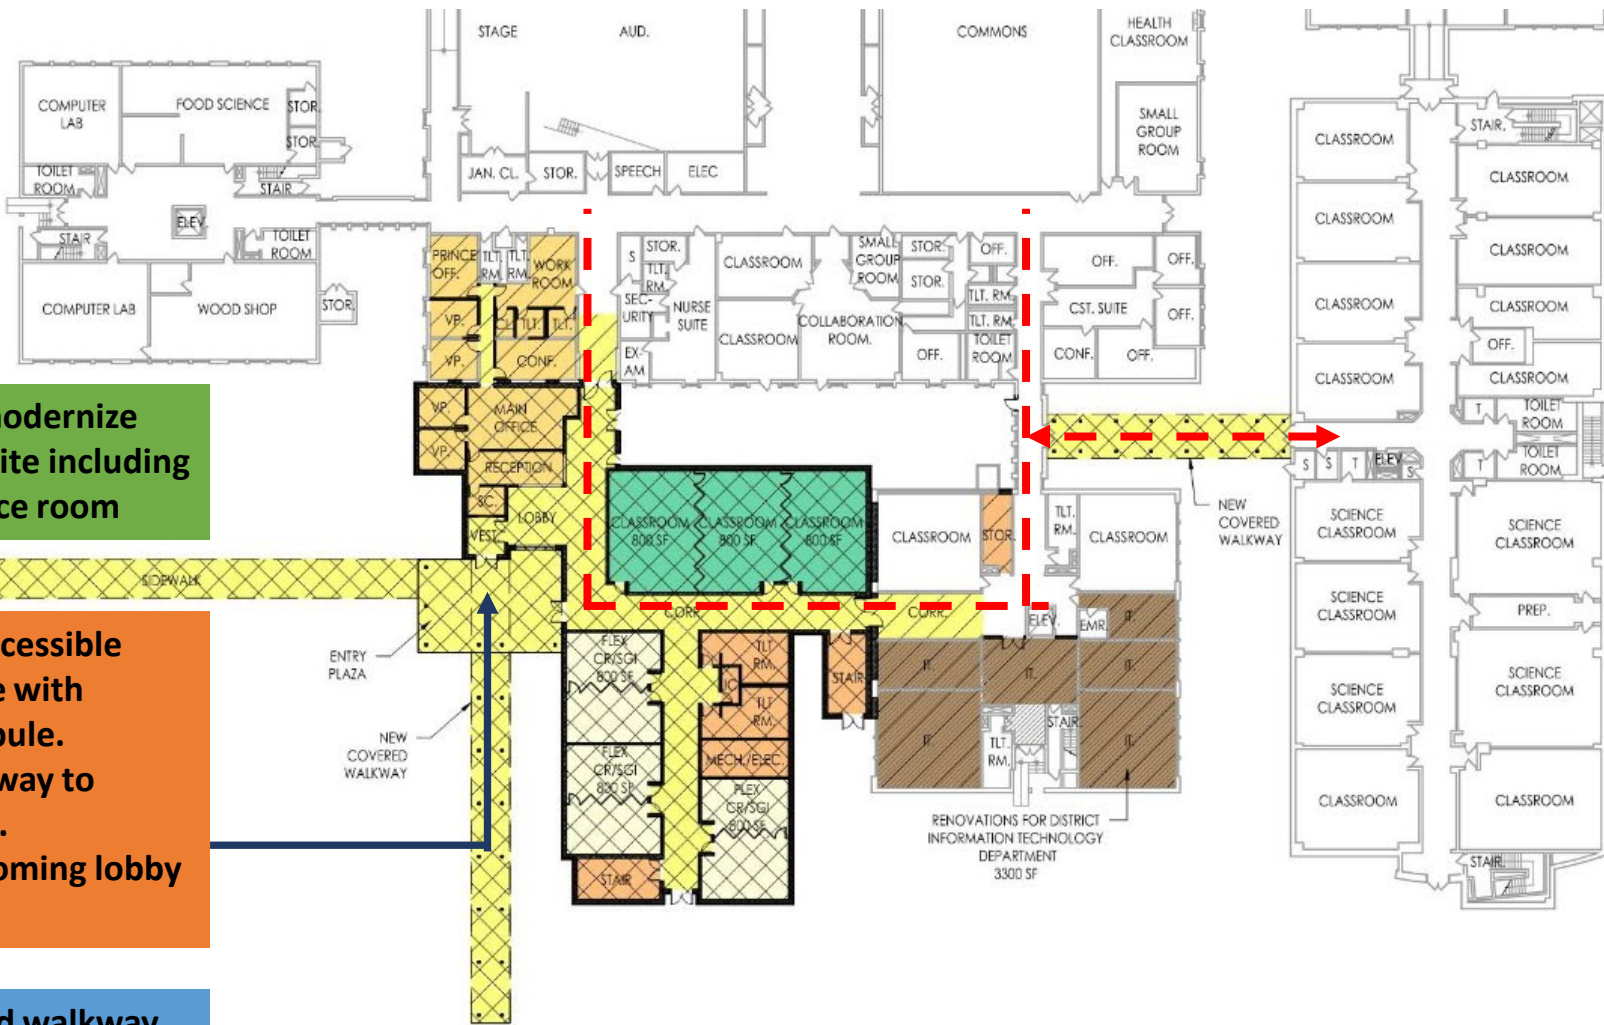 STAGE
AUD.
COMMONS
HEALTH
CLASSROOM
COMPUTER
LAB
FOOD SCIENCE
STOR.
STOR.
SMALL
GROUP
ROOM
CLASSROOM
STAIR.
CLASSROOM
TOILET
ROOM
STAIR
JAN. CL.
STOR.
SPEECH
ELEC
CLASSROOM
ELEV.
STAIR
TOILET
ROOM
COMPUTER LAB
WOOD SHOP
STOR.
PRINCE
OFF.
TLT.
RM.
TLT.
RM.
WORK
ROOM
VP.
CL.
TLT.
TLT.
VP.
CONF.
S
STOR.
TLT.
RM.
SEC-
URITY
NURSE
SUITE
EX-
AM
CLASSROOM
CLASSROOM
SMALL
GROUP
ROOM
COLLABORATION
ROOM.
STOR.
STOR.
OFF.
TLT. RM.
TLT. RM.
OFF.
TOILET
ROOM
OFF.
OFF.
CST. SUITE
OFF.
CONF.
OFF.
CLASSROOM
CLASSROOM
CLASSROOM
OFF.
CLASSROOM
CLASSROOM
T
TOILET
ROOM
TOILET
ROOM
T
S
S
T
ELEV
S
modernize
ite including
ce room
VP.
MAIN
OFFICE
VP.
RECEPTION
SC.
LOBBY
VEST.
CLASSROOM
800 SF
CLASSROOM
800 SF
CLASSROOM
800 SF
CLASSROOM
STOR.
TLT.
RM.
CLASSROOM
NEW
COVERED
WALKWAY
SCIENCE
CLASSROOM
SCIENCE
CLASSROOM
SIDEWALK
CORR.
CORR.
ELEV.
EMR
IT.
SCIENCE
CLASSROOM
PREP.
cessible
e with
bule.
way to
.
oming lobby
ENTRY
PLAZA
NEW
COVERED
WALKWAY
FLEX
CR/SGI
800 SF
TLT
RM.
JC
TLT
RM.
STAIR
IT.
IT.
IT.
FLEX
CR/SGI
800 SF
MECH./ELEC.
FLEX
CR/SGI
800 SF
STAIR
IT.
TLT.
RM.
STAIR
IT.
SCIENCE
CLASSROOM
SCIENCE
CLASSROOM
CLASSROOM
CLASSROOM
RENOVATIONS FOR DISTRICT
INFORMATION TECHNOLOGY
DEPARTMENT
3300 SF
STAIR.
d walkway